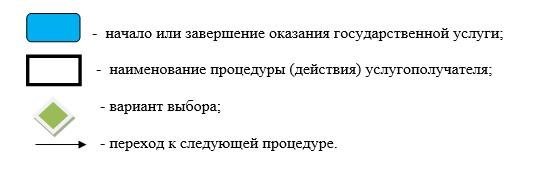 - начало или завершение оказания государственной услуги;
- наименование процедуры (действия) услугополучателя;
- вариант выбора;
- переход к следующей процедуре.